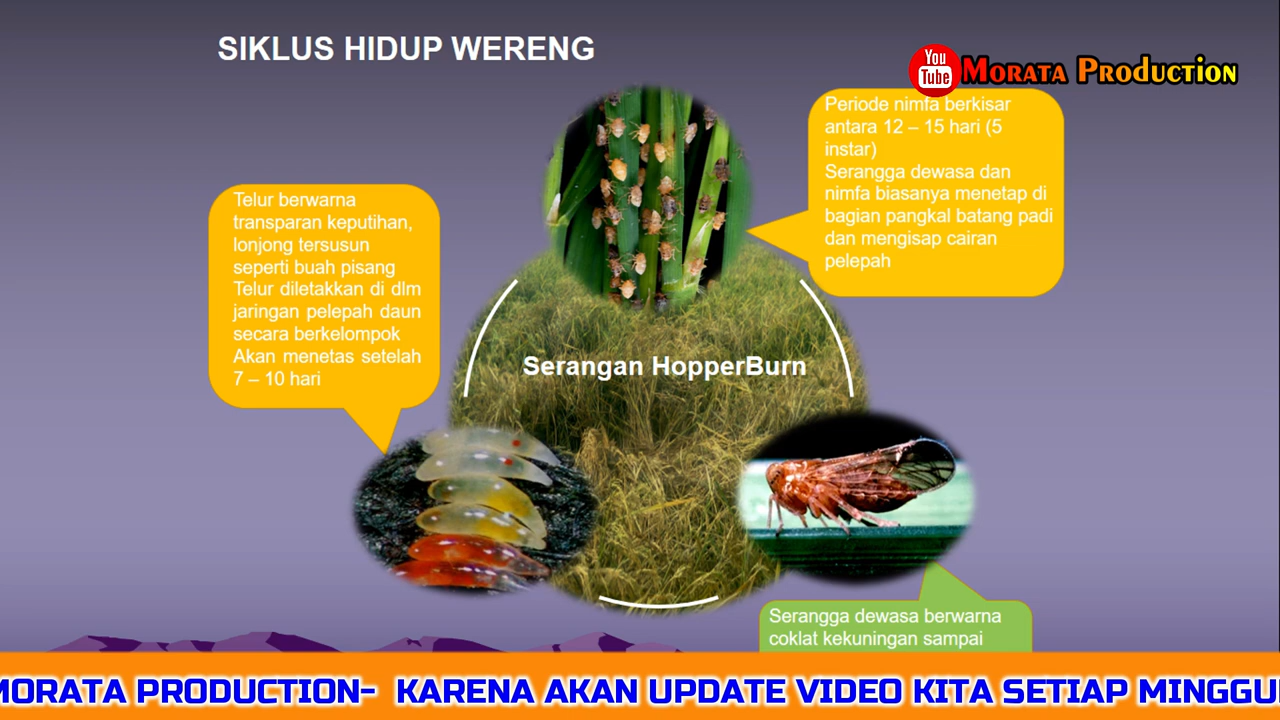 SIKLUS HIDUP WERENG
You
Tube
MORATA PRODUCTION
Periode nimfa berkisar
antara 12 – 15 hari (5
instar)
Serangga dewasa dan
nimfa biasanya menetap di
bagian pangkal batang padi
dan mengisap cairan
pelepah
Telur berwarna
transparan keputihan,
lonjong tersusun
seperti buah pisang
Telur diletakkan di dlm
jaringan pelepah daun
secara berkelompok
Akan menetas setelah
7 – 10 hari
Serangan HopperBurn
Serangga dewasa berwarna
coklat kekuningan sampai
MORATA PRODUCTION- KARENA AKAN UPDATE VIDEO KITA SETIAP MINGGU